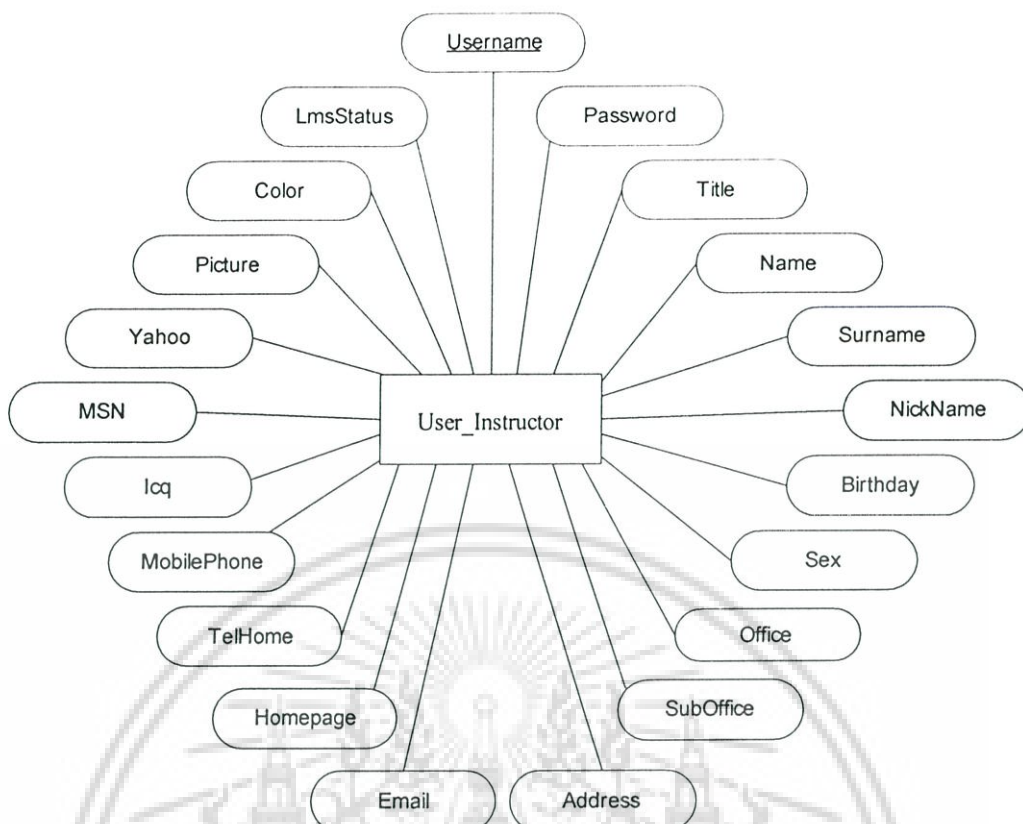 Username
LmsStatus
Password
Color
Title
Picture
Name
Yahoo
Surname
MSN
User_Instructor
NickName
Icq
Birthday
MobilePhone
Sex
TelHome
Office
Homepage
SubOffice
Email
Address